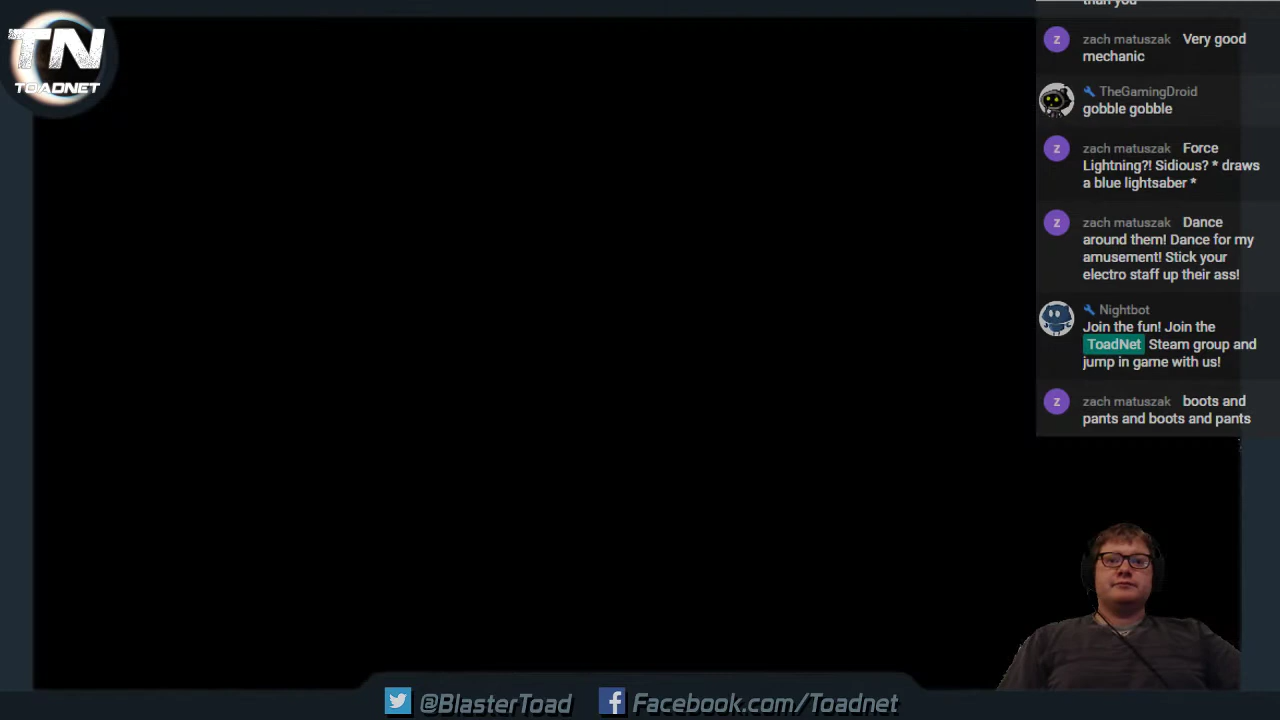 TN
TOADNET
than you
z
zach matuszak Very good
mechanic
TheGamingDroid
gobble gobble
z
zach matuszak Force
Lightning?! Sidious? * draws
a blue lightsaber *
z
zach matuszak Dance
around them! Dance for my
amusement! Stick your
electro staff up their ass!
Nightbot
Join the fun! Join the
ToadNet Steam group and
jump in game with us!
z
zach matuszak boots and
pants and boots and pants
@BlasterToad
Facebook.com/Toadnet